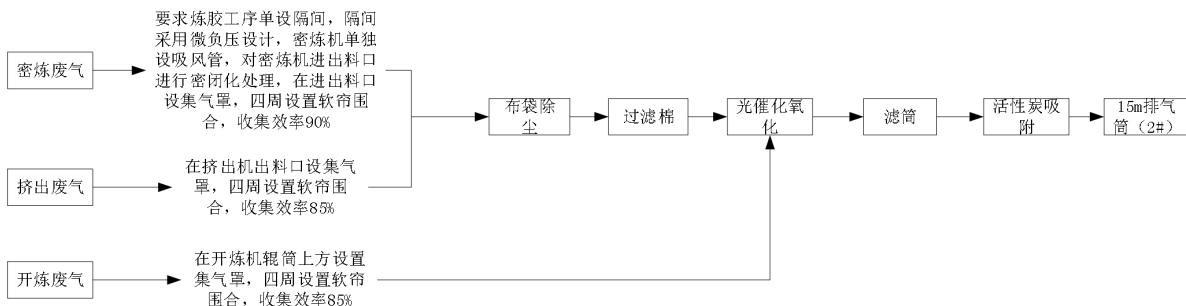 密炼废气
要求炼胶工序单设隔间，隔间
采用微负压设计，密炼机单独
设吸风管，对密炼机进出料口
进行密闭化处理，在进出料口
设集气罩，四周设置软帘围
合，收集效率90%
挤出废气
在挤出机出料口设集气
罩，四周设置软帘围
合，收集效率85%
开炼废气
在开炼机辊筒上方设置
集气罩，四周设置软帘
围合，收集效率85%
布袋除
尘
过滤棉
光催化氧
化
滤筒
活性炭吸
附
15m排气
筒（2#）